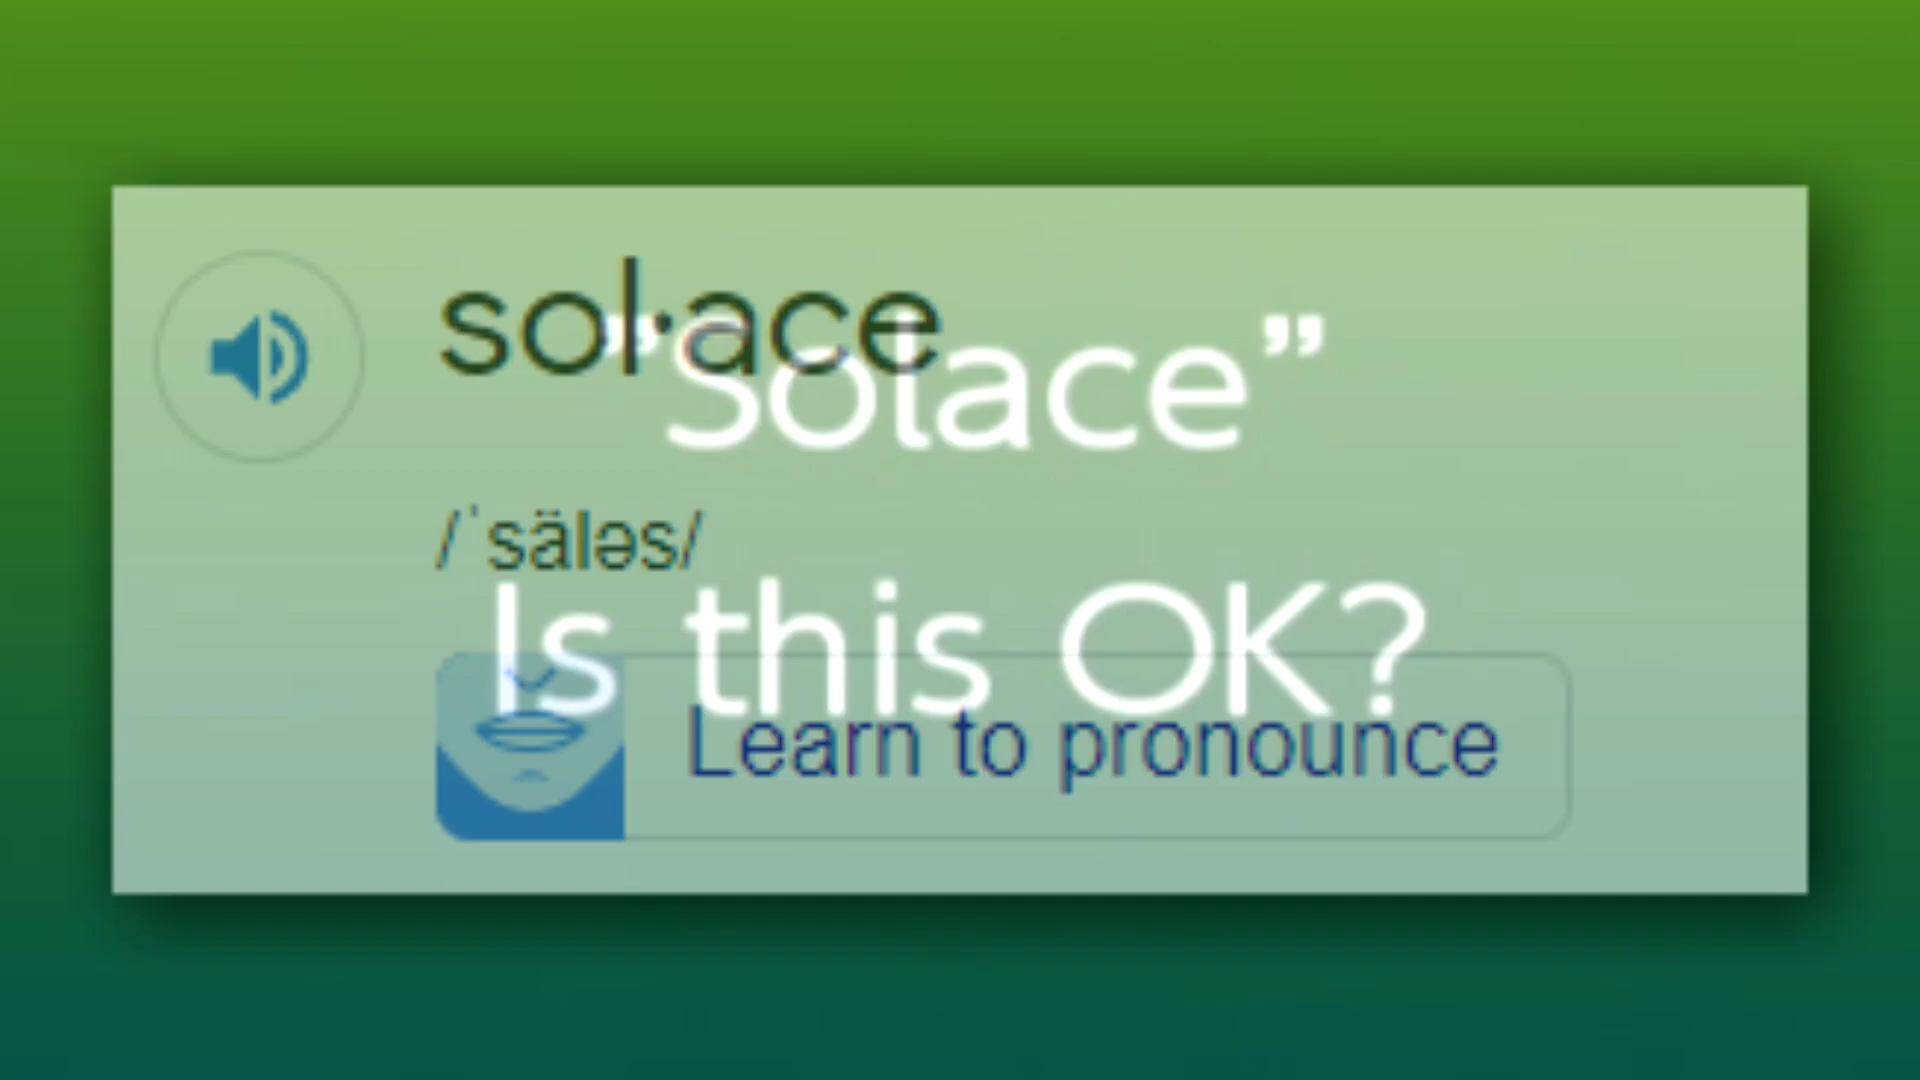 sol·ace
”Solace”
/ˈsäləs/
Is this OK?
Learn to pronounce